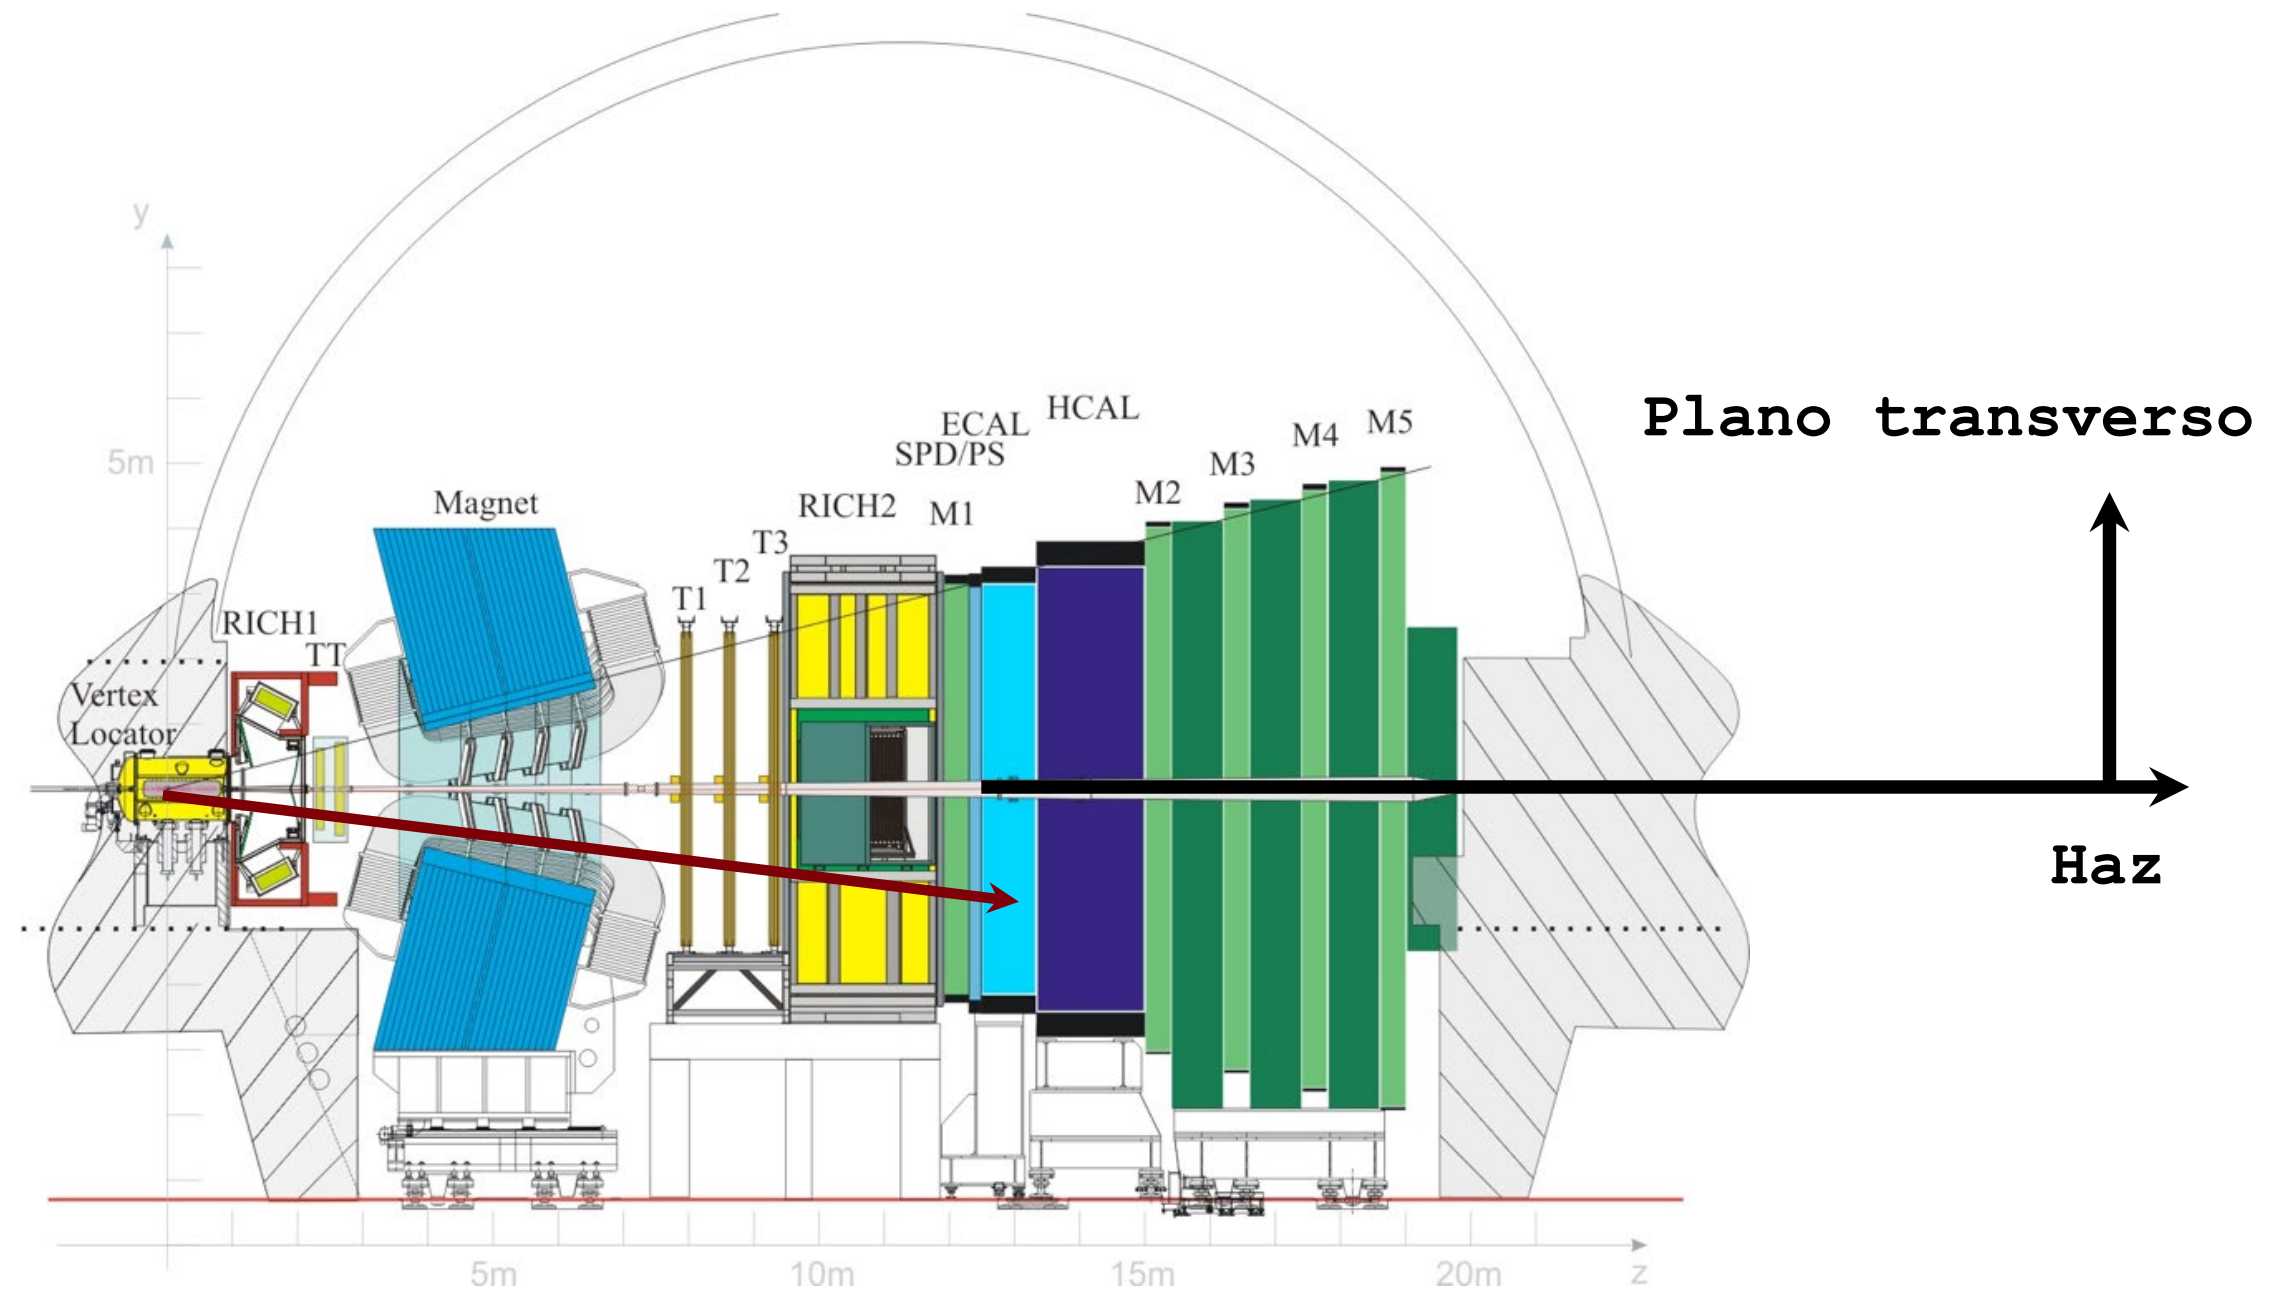 y
5m
Vertex
Locator
RICH1
TT
Magnet
T1
T2
T3
RICH2
M1
SPD/PS
ECAL
HCAL
M2
M3
M4
M5
Plano transverso
Haz
5m
10m
15m
20m
z